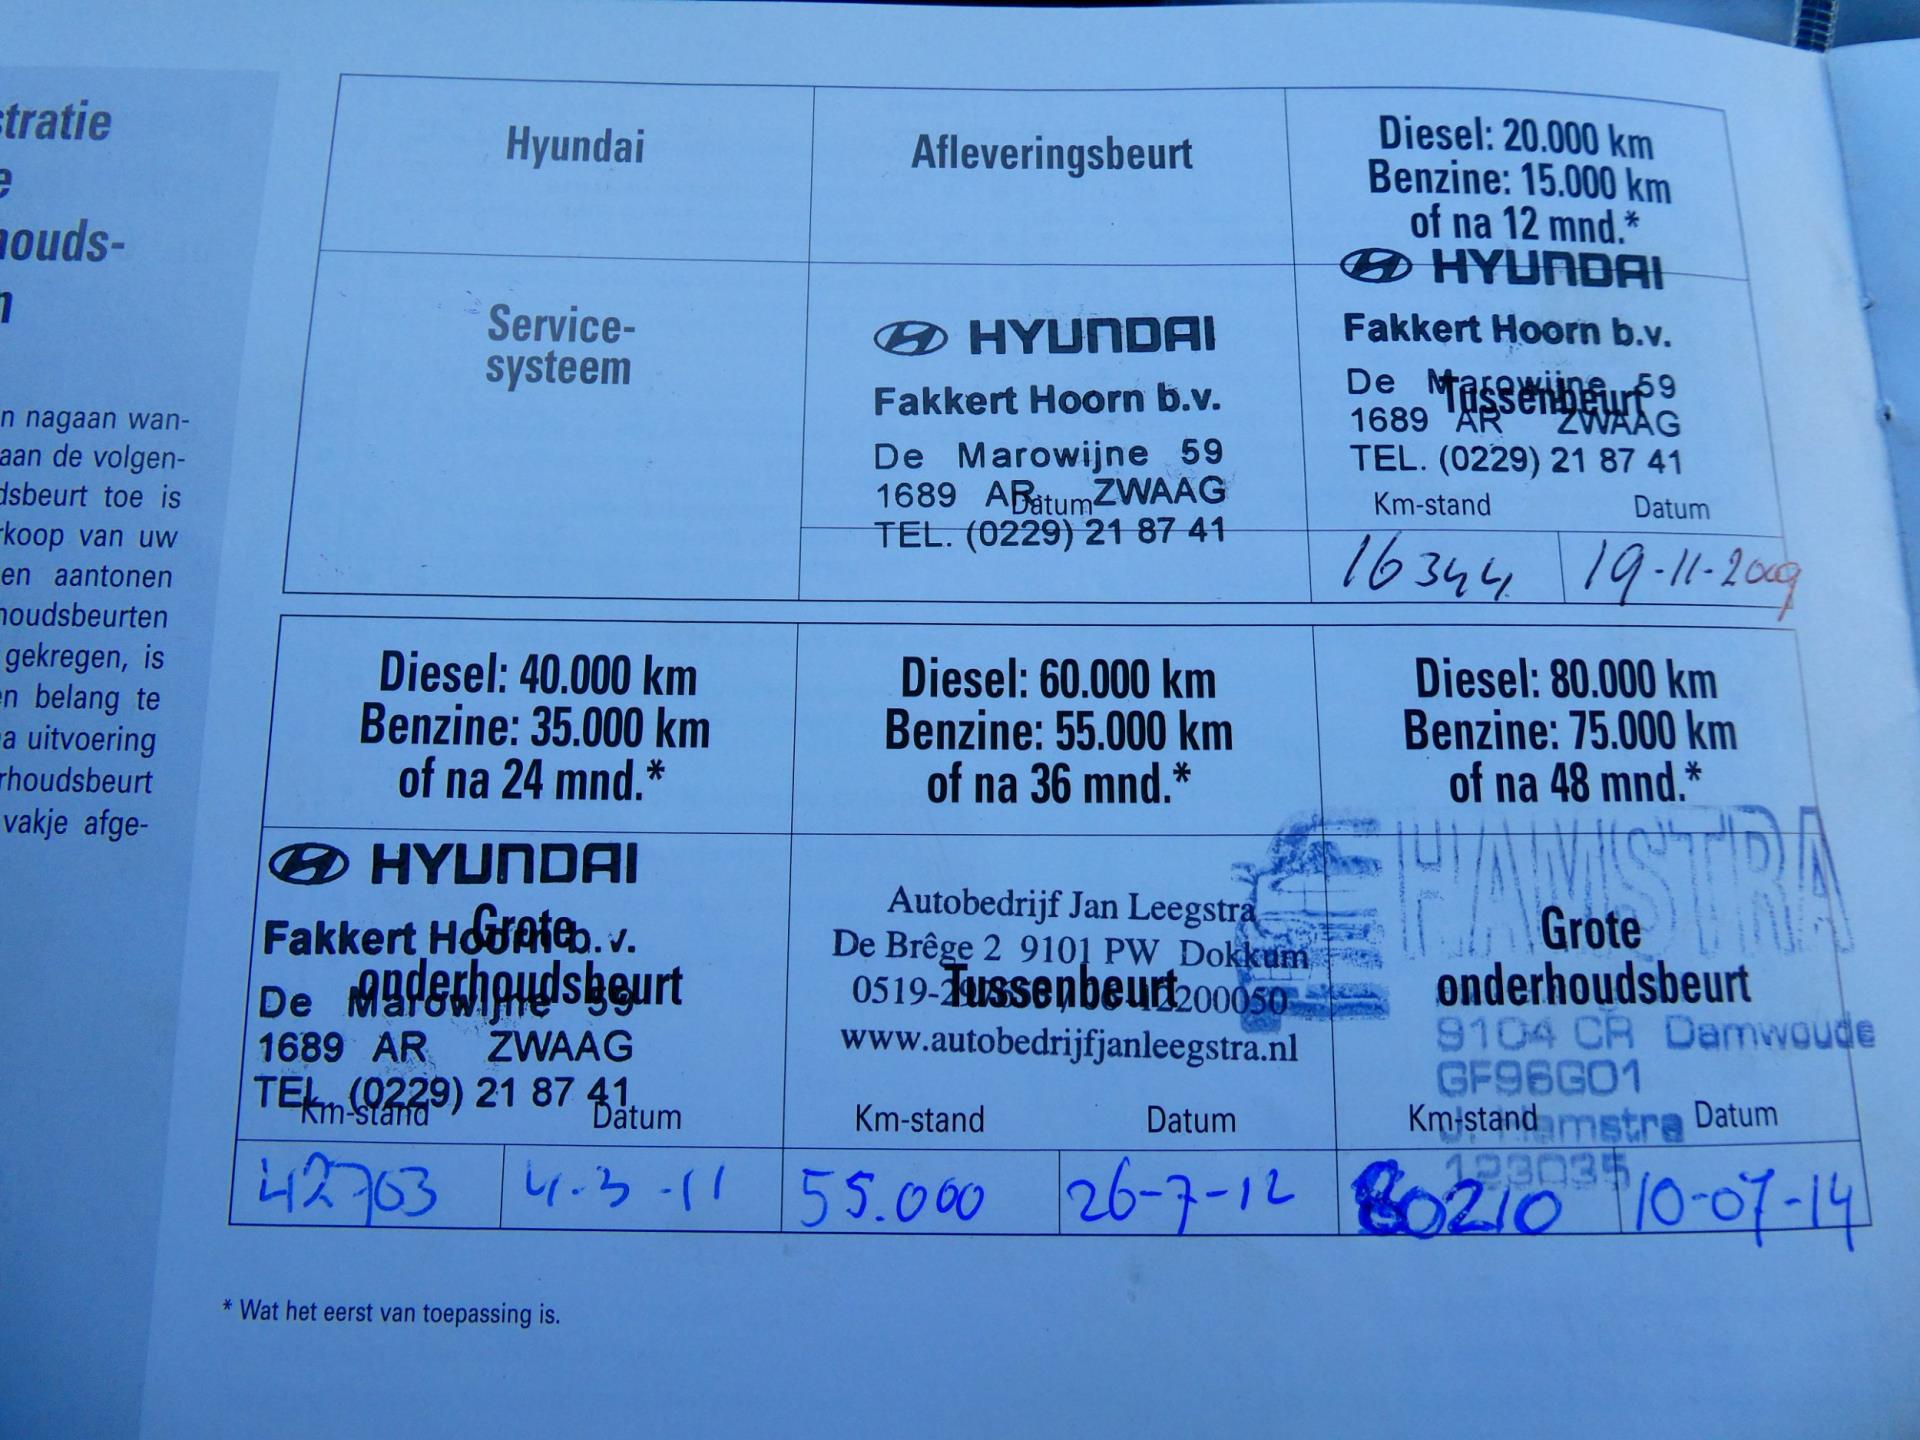 stratie
e
houds-
n
n nagaan wan-
aan de volgen-
dsbeurt toe is
rkoop van uw
en aantonen
houdsbeurten
gekregen, is
n belang te
a uitvoering
rhoudsbeurt
vakje afge-
Hyundai
Service-
systeem
Afleveringsbeurt
HYUNDAI
Fakkert Hoorn b.v.
De Marowijne 59
1689 AR ZWAAG
Datum
TEL. (0229) 21 87 41
Diesel: 20.000 km
Benzine: 15.000 km
of na 12 mnd.*
HYUNDAI
Fakkert Hoorn b.v.
De Marowijne 59
Tussenbeurt
1689 AR ZWAAG
TEL. (0229) 21 87 41
Km-stand Datum
16344 19-11-2009
Diesel: 40.000 km
Benzine: 35.000 km
of na 24 mnd.*
HYUNDAI
Grote
Fakkert Hoorn b.v.
onderhoudsbeurt
De Marowijne 59
1689 AR ZWAAG
TEL. (0229) 21 87 41
Km-stand Datum
42703 4-3-11
Diesel: 60.000 km
Benzine: 55.000 km
of na 36 mnd.*
Autobedrijf Jan Leegstra
De Brêge 2 9101 PW Dokkum
Tussenbeurt
www.autobedrijfjanleegstra.nl
Km-stand Datum
55.000 26-7-12
Diesel: 80.000 km
Benzine: 75.000 km
of na 48 mnd.*
HAMSTRA
Grote
onderhoudsbeurt
9104 CR Damwoude
GF96G01
Hamstra
Km-stand Datum
123035
80210 10-07-14
* Wat het eerst van toepassing is.